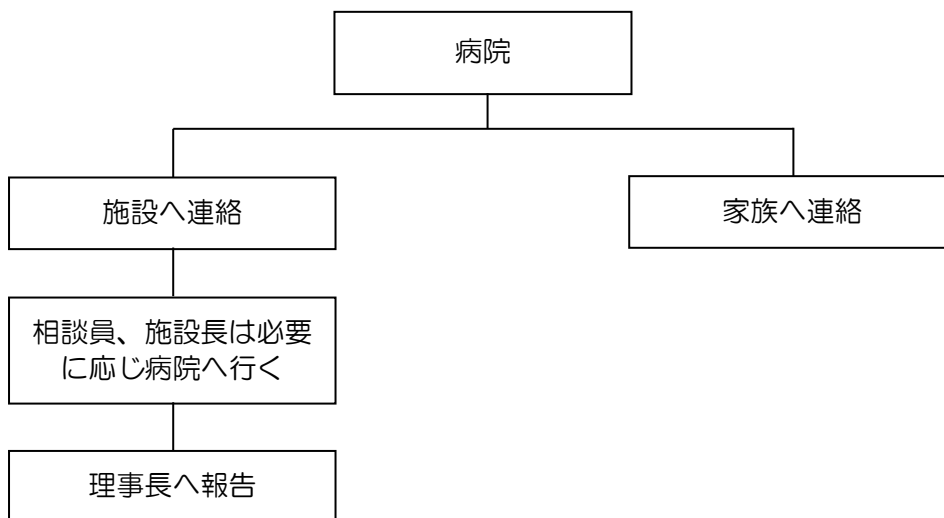 病院
施設へ連絡
家族へ連絡
相談員、施設長は必要
に応じ病院へ行く
理事長へ報告